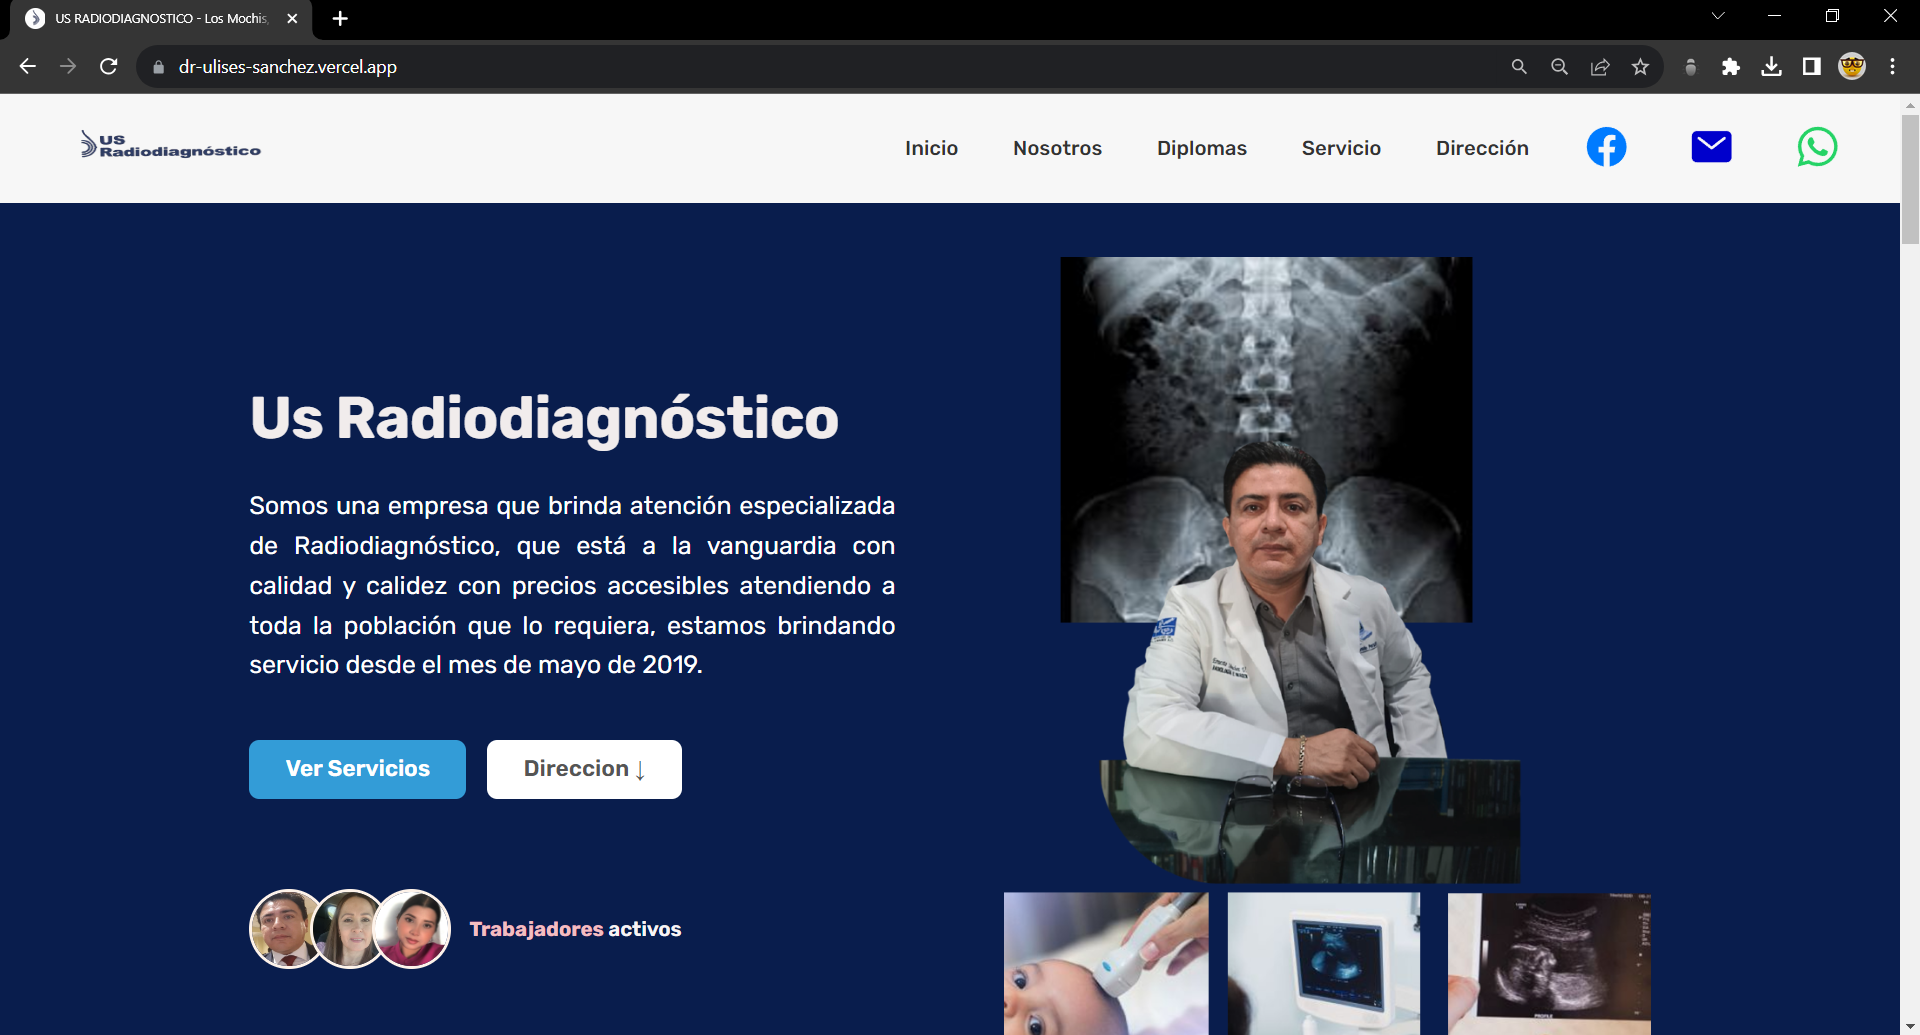 US RADIODIAGNOSTICO - Los Mochis,
dr-ulises-sanchez.vercel.app
US
Radiodiagnóstico
Inicio
Nosotros
Diplomas
Servicio
Dirección
Us Radiodiagnóstico
Somos una empresa que brinda atención especializada
de Radiodiagnóstico, que está a la vanguardia con
calidad y calidez con precios accesibles atendiendo a
toda la población que lo requiera, estamos brindando
servicio desde el mes de mayo de 2019.
Ver Servicios
Direccion ↓
Trabajadores activos
PROFILE